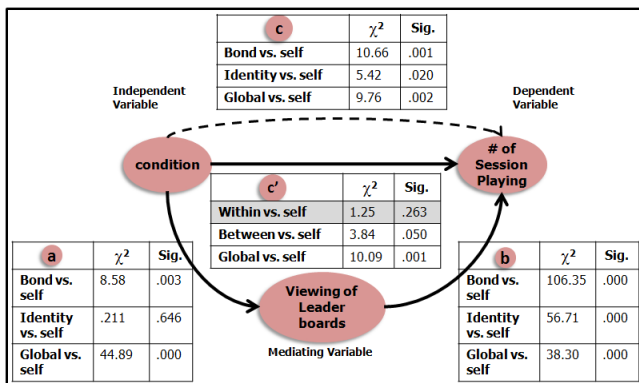 c χ² Sig.
Bond vs. self 10.66 .001
Identity vs. self 5.42 .020
Global vs. self 9.76 .002
Independent
Variable
Dependent
Variable
condition
# of
Session
Playing
c' χ² Sig.
Within vs. self 1.25 .263
Between vs. self 3.84 .050
Global vs. self 10.09 .001
a χ² Sig.
Bond vs.
self 8.58 .003
Identity
vs. self .211 .646
Global vs.
self 44.89 .000
Viewing of
Leader
boards
Mediating Variable
b χ² Sig.
Bond vs.
self 106.35 .000
Identity
vs. self 56.71 .000
Global vs.
self 38.30 .000